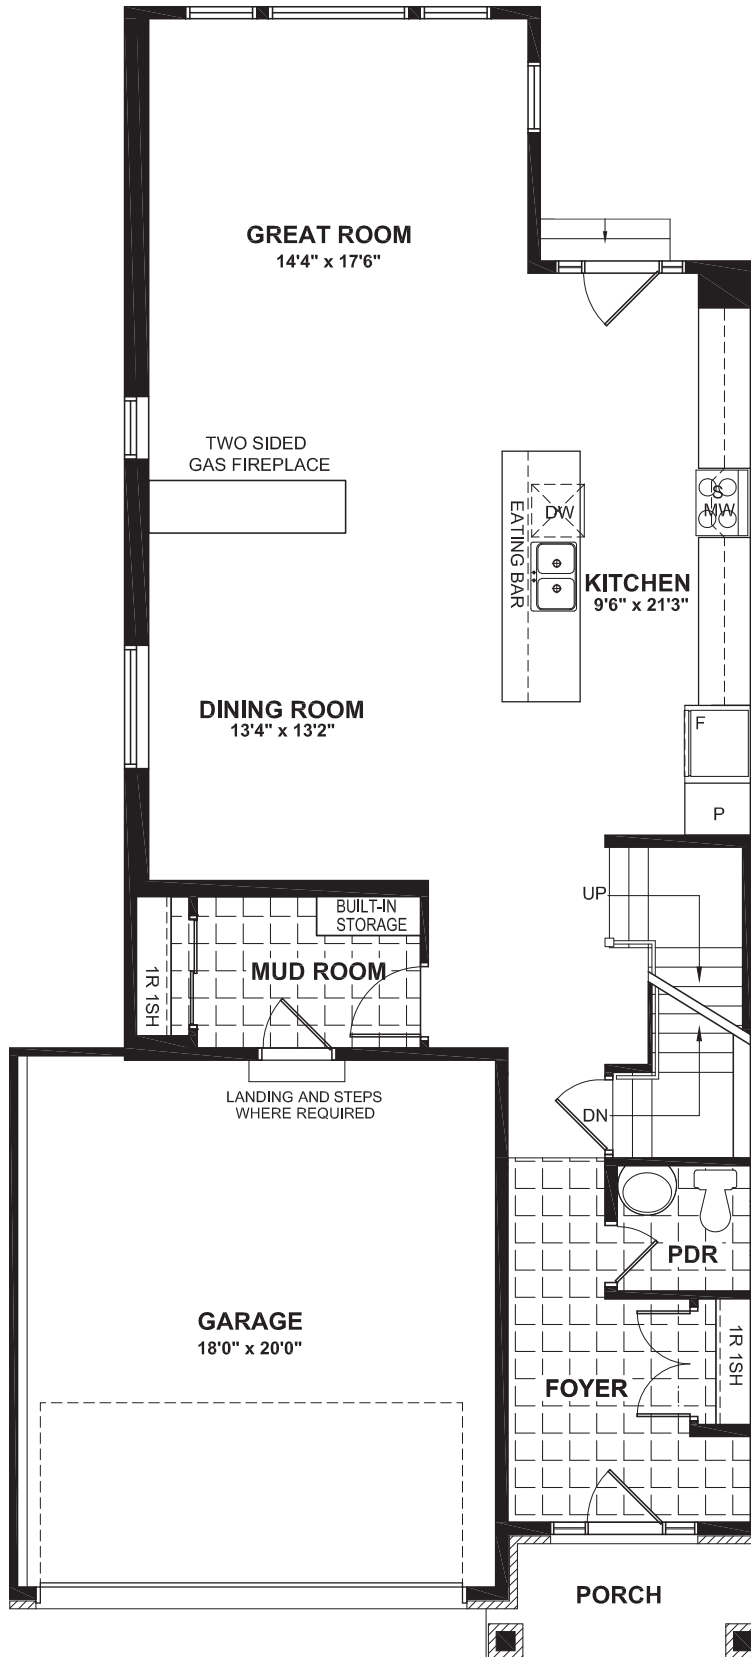 GREAT ROOM
14'4" x 17'6"
TWO SIDED
GAS FIREPLACE
EATING BAR
DW
S
MW
KITCHEN
9'6" x 21'3"
DINING ROOM
13'4" x 13'2"
F
P
UP
BUILT-IN
STORAGE
MUD ROOM
1R 1SH
LANDING AND STEPS
WHERE REQUIRED
DN
PDR
GARAGE
18'0" x 20'0"
1R 1SH
FOYER
PORCH